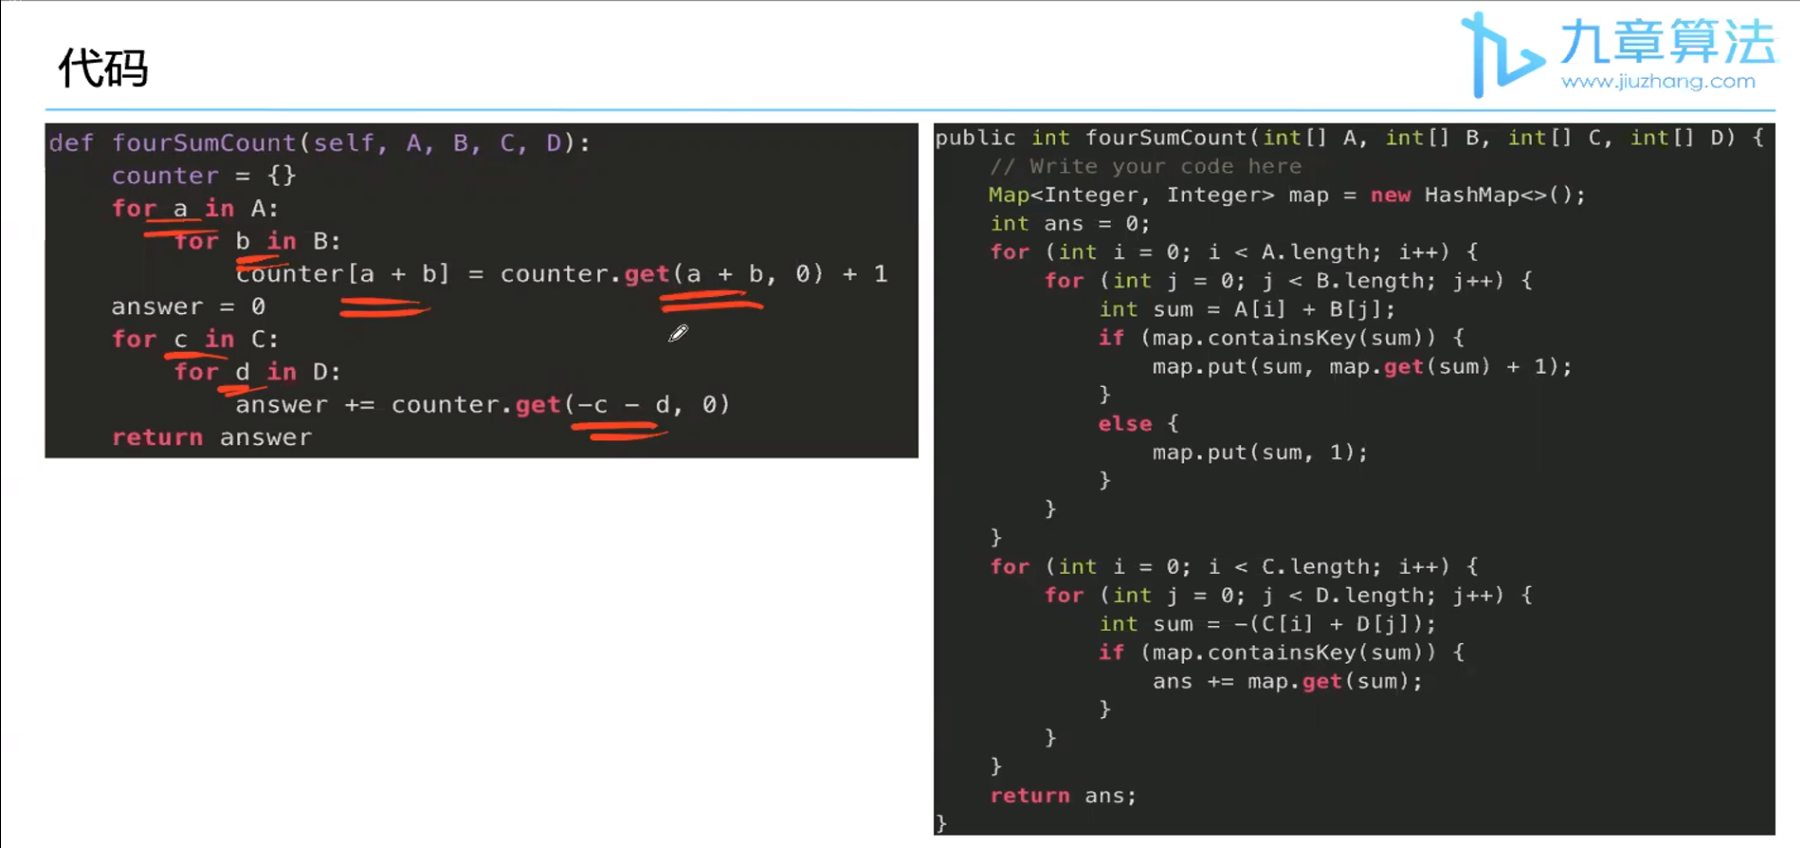 代码
九章算法
www.jiuzhang.com
def fourSumCount(self, A, B, C, D):
    counter = {}
    for a in A:
        for b in B:
            counter[a + b] = counter.get(a + b, 0) + 1
    answer = 0
    for c in C:
        for d in D:
            answer += counter.get(-c - d, 0)
    return answer
public int fourSumCount(int[] A, int[] B, int[] C, int[] D) {
    // Write your code here
    Map<Integer, Integer> map = new HashMap<>();
    int ans = 0;
    for (int i = 0; i < A.length; i++) {
        for (int j = 0; j < B.length; j++) {
            int sum = A[i] + B[j];
            if (map.containsKey(sum)) {
                map.put(sum, map.get(sum) + 1);
            }
            else {
                map.put(sum, 1);
            }
        }
    }
    for (int i = 0; i < C.length; i++) {
        for (int j = 0; j < D.length; j++) {
            int sum = -(C[i] + D[j]);
            if (map.containsKey(sum)) {
                ans += map.get(sum);
            }
        }
    }
    return ans;
}